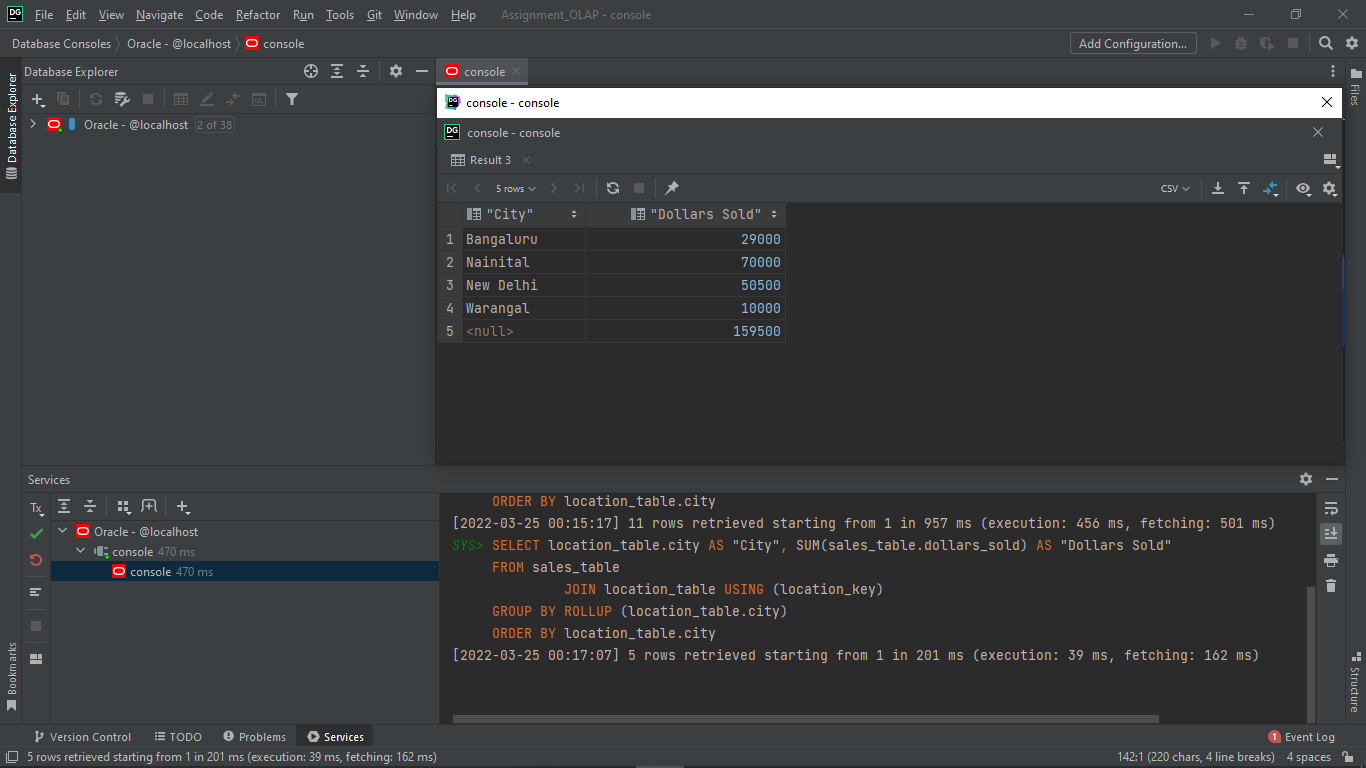 DG File Edit View Navigate Code Refactor Run Tools Git Window Help Assignment_OLAP - console
Database Consoles Oracle - @localhost console Add Configuration...
Database Explorer
console
Database Explorer
Files
DG console - console
Oracle - @localhost 2 of 38
DG console - console
Result 3
5 rows CSV
"City" "Dollars Sold"
1 Bangaluru 29000
2 Nainital 70000
3 New Delhi 50500
4 Warangal 10000
5 <null> 159500
Services
Tx
ORDER BY location_table.city
[2022-03-25 00:15:17] 11 rows retrieved starting from 1 in 957 ms (execution: 456 ms, fetching: 501 ms)
Oracle - @localhost
console 470 ms
console 470 ms
SYS> SELECT location_table.city AS "City", SUM(sales_table.dollars_sold) AS "Dollars Sold"
FROM sales_table
JOIN location_table USING (location_key)
GROUP BY ROLLUP (location_table.city)
ORDER BY location_table.city
[2022-03-25 00:17:07] 5 rows retrieved starting from 1 in 201 ms (execution: 39 ms, fetching: 162 ms)
Bookmarks
Structure
Version Control TODO Problems Services 1 Event Log
5 rows retrieved starting from 1 in 201 ms (execution: 39 ms, fetching: 162 ms) 142:1 (220 chars, 4 line breaks) 4 spaces